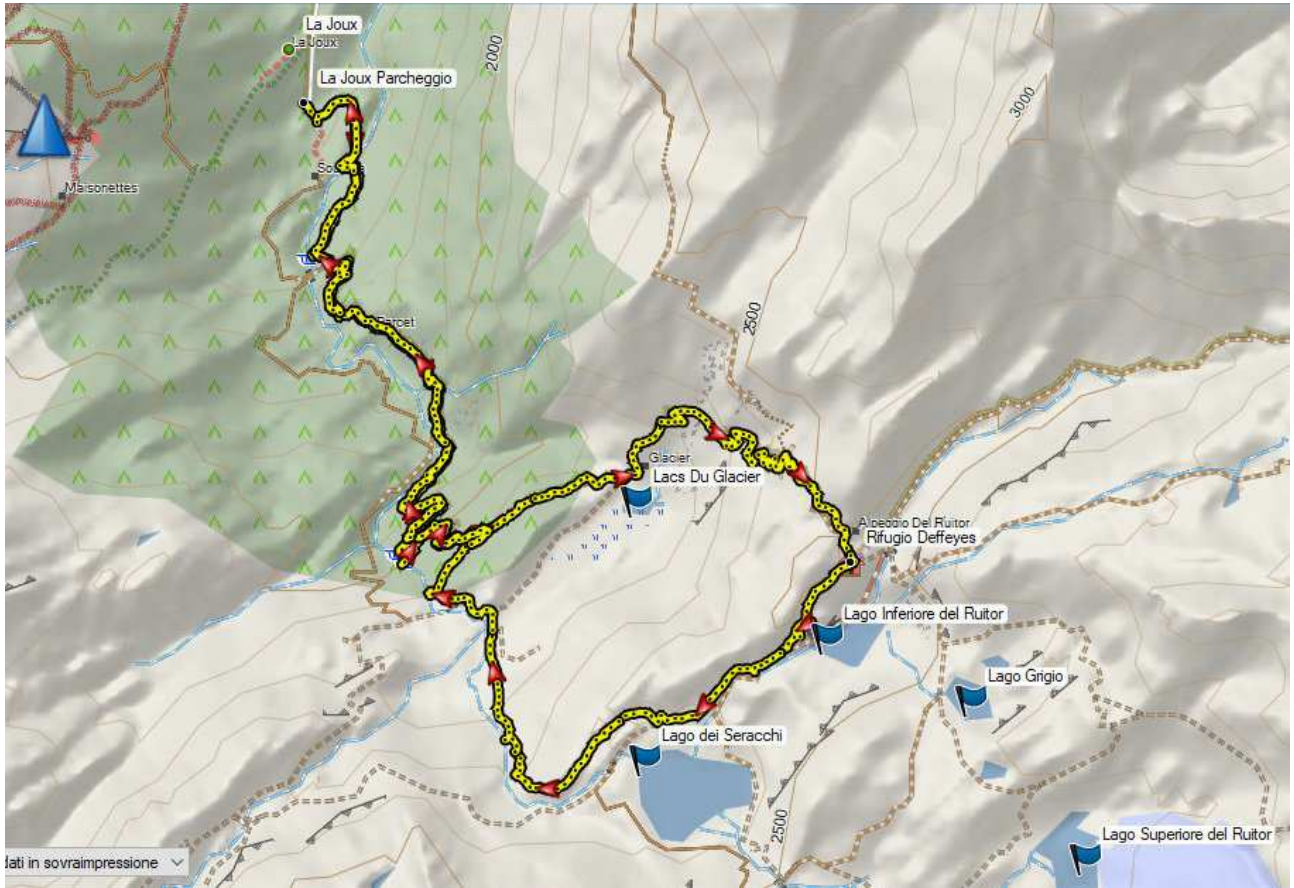 La Joux
La Joux
La Joux Parcheggio
2000
3000
Maisonettes
2500
Glacier
Lacs Du Glacier
Alpeggio Del Ruitor
Rifugio Deffeyes
Lago Inferiore del Ruitor
Lago Grigio
Lago dei Seracchi
2500
Lago Superiore del Ruitor
dati in sovraimpressione